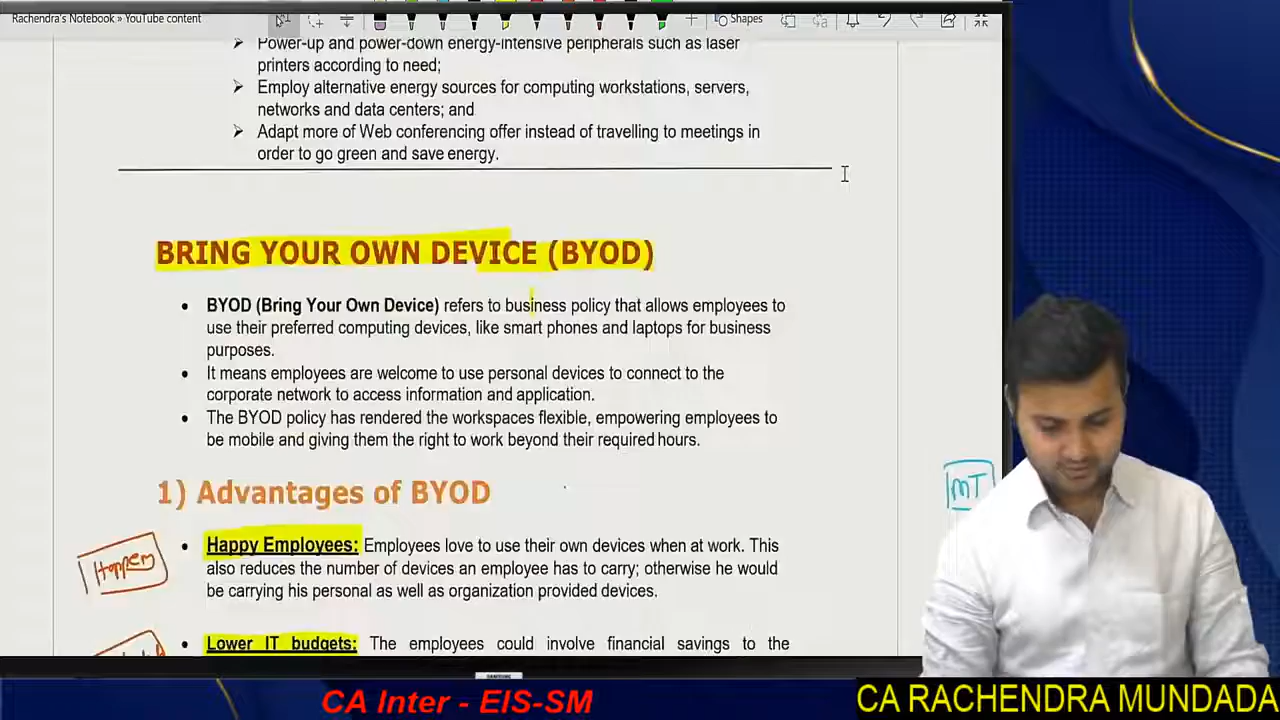 Rachendra's Notebook » YouTube content
Shapes
Power-up and power-down energy-intensive peripherals such as laser
printers according to need;
Employ alternative energy sources for computing workstations, servers,
networks and data centers; and
Adapt more of Web conferencing offer instead of travelling to meetings in
order to go green and save energy.
BRING YOUR OWN DEVICE (BYOD)
BYOD (Bring Your Own Device) refers to business policy that allows employees to
use their preferred computing devices, like smart phones and laptops for business
purposes.
It means employees are welcome to use personal devices to connect to the
corporate network to access information and application.
The BYOD policy has rendered the workspaces flexible, empowering employees to
be mobile and giving them the right to work beyond their required hours.
MT
1) Advantages of BYOD
Happy Employees: Employees love to use their own devices when at work. This
also reduces the number of devices an employee has to carry; otherwise he would
be carrying his personal as well as organization provided devices.
Lower IT budgets: The employees could involve financial savings to the
SAMSUNG
CA Inter - EIS-SM
CA RACHENDRA MUNDADA